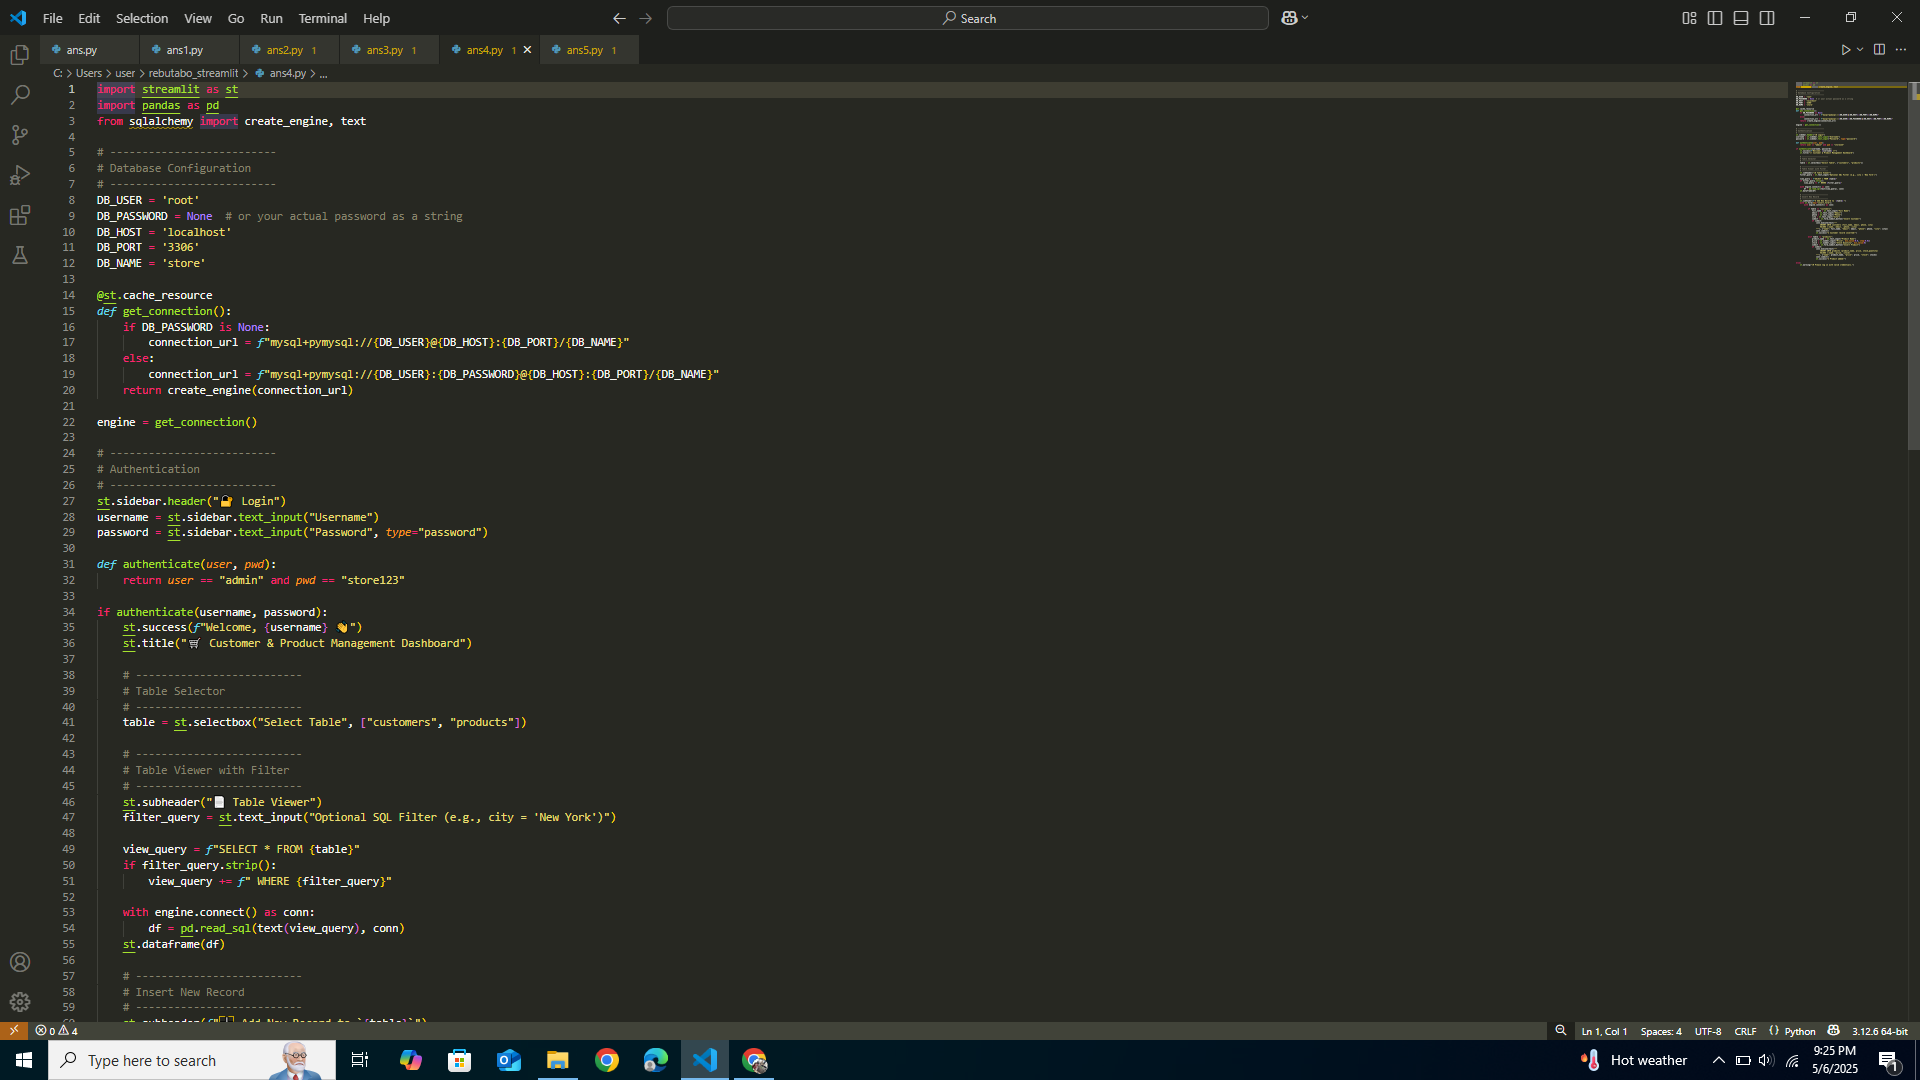 File Edit Selection View Go Run Terminal Help
Search
ans.py ans1.py ans2.py 1 ans3.py 1 ans4.py 1 ans5.py 1
C: > Users > user > rebutabo_streamlit > ans4.py > ...
1 import streamlit as st
2 import pandas as pd
3 from sqlalchemy import create_engine, text
4
5 # --------------------------
6 # Database Configuration
7 # --------------------------
8 DB_USER = 'root'
9 DB_PASSWORD = None  # or your actual password as a string
10 DB_HOST = 'localhost'
11 DB_PORT = '3306'
12 DB_NAME = 'store'
13
14 @st.cache_resource
15 def get_connection():
16     if DB_PASSWORD is None:
17         connection_url = f"mysql+pymysql://{DB_USER}@{DB_HOST}:{DB_PORT}/{DB_NAME}"
18     else:
19         connection_url = f"mysql+pymysql://{DB_USER}:{DB_PASSWORD}@{DB_HOST}:{DB_PORT}/{DB_NAME}"
20     return create_engine(connection_url)
21
22 engine = get_connection()
23
24 # --------------------------
25 # Authentication
26 # --------------------------
27 st.sidebar.header("🔐 Login")
28 username = st.sidebar.text_input("Username")
29 password = st.sidebar.text_input("Password", type="password")
30
31 def authenticate(user, pwd):
32     return user == "admin" and pwd == "store123"
33
34 if authenticate(username, password):
35     st.success(f"Welcome, {username} 👋")
36     st.title("🛒 Customer & Product Management Dashboard")
37
38     # --------------------------
39     # Table Selector
40     # --------------------------
41     table = st.selectbox("Select Table", ["customers", "products"])
42
43     # --------------------------
44     # Table Viewer with Filter
45     # --------------------------
46     st.subheader("📄 Table Viewer")
47     filter_query = st.text_input("Optional SQL Filter (e.g., city = 'New York')")
48
49     view_query = f"SELECT * FROM {table}"
50     if filter_query.strip():
51         view_query += f" WHERE {filter_query}"
52
53     with engine.connect() as conn:
54         df = pd.read_sql(text(view_query), conn)
55     st.dataframe(df)
56
57     # --------------------------
58     # Insert New Record
59     # --------------------------
0 4 Ln 1, Col 1 Spaces: 4 UTF-8 CRLF {} Python 3.12.6 64-bit
Type here to search
Hot weather
9:25 PM
5/6/2025
1